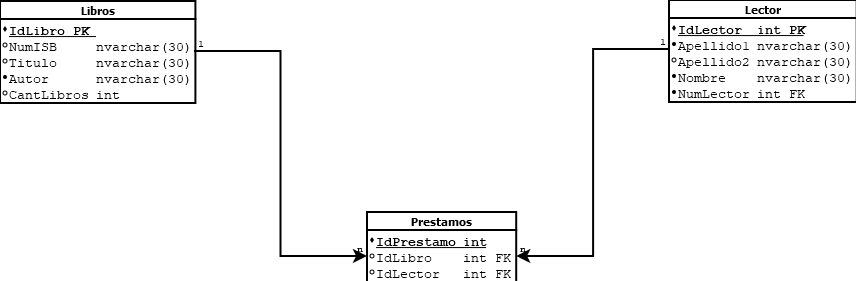 Libros
IdLibro PK
NumISB nvarchar(30)
Titulo nvarchar(30)
Autor nvarchar(30)
CantLibros int
1
Lector
IdLector int PK
Apellido1 nvarchar(30)
Apellido2 nvarchar(30)
Nombre nvarchar(30)
NumLector int FK
1
Prestamos
IdPrestamo int
IdLibro int FK
IdLector int FK
n
n